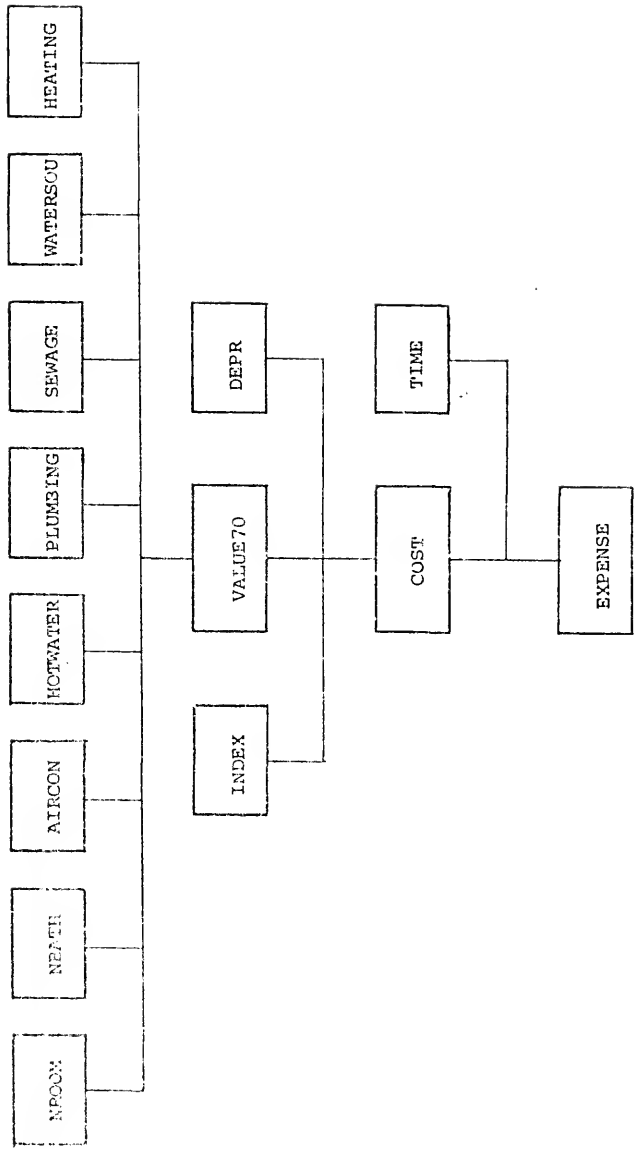 NROOM
NBATH
AIRCON
HOTWATER
PLUMBING
SEWAGE
WATERSOU
HEATING
INDEX
VALUE70
DEPR
COST
TIME
EXPENSE